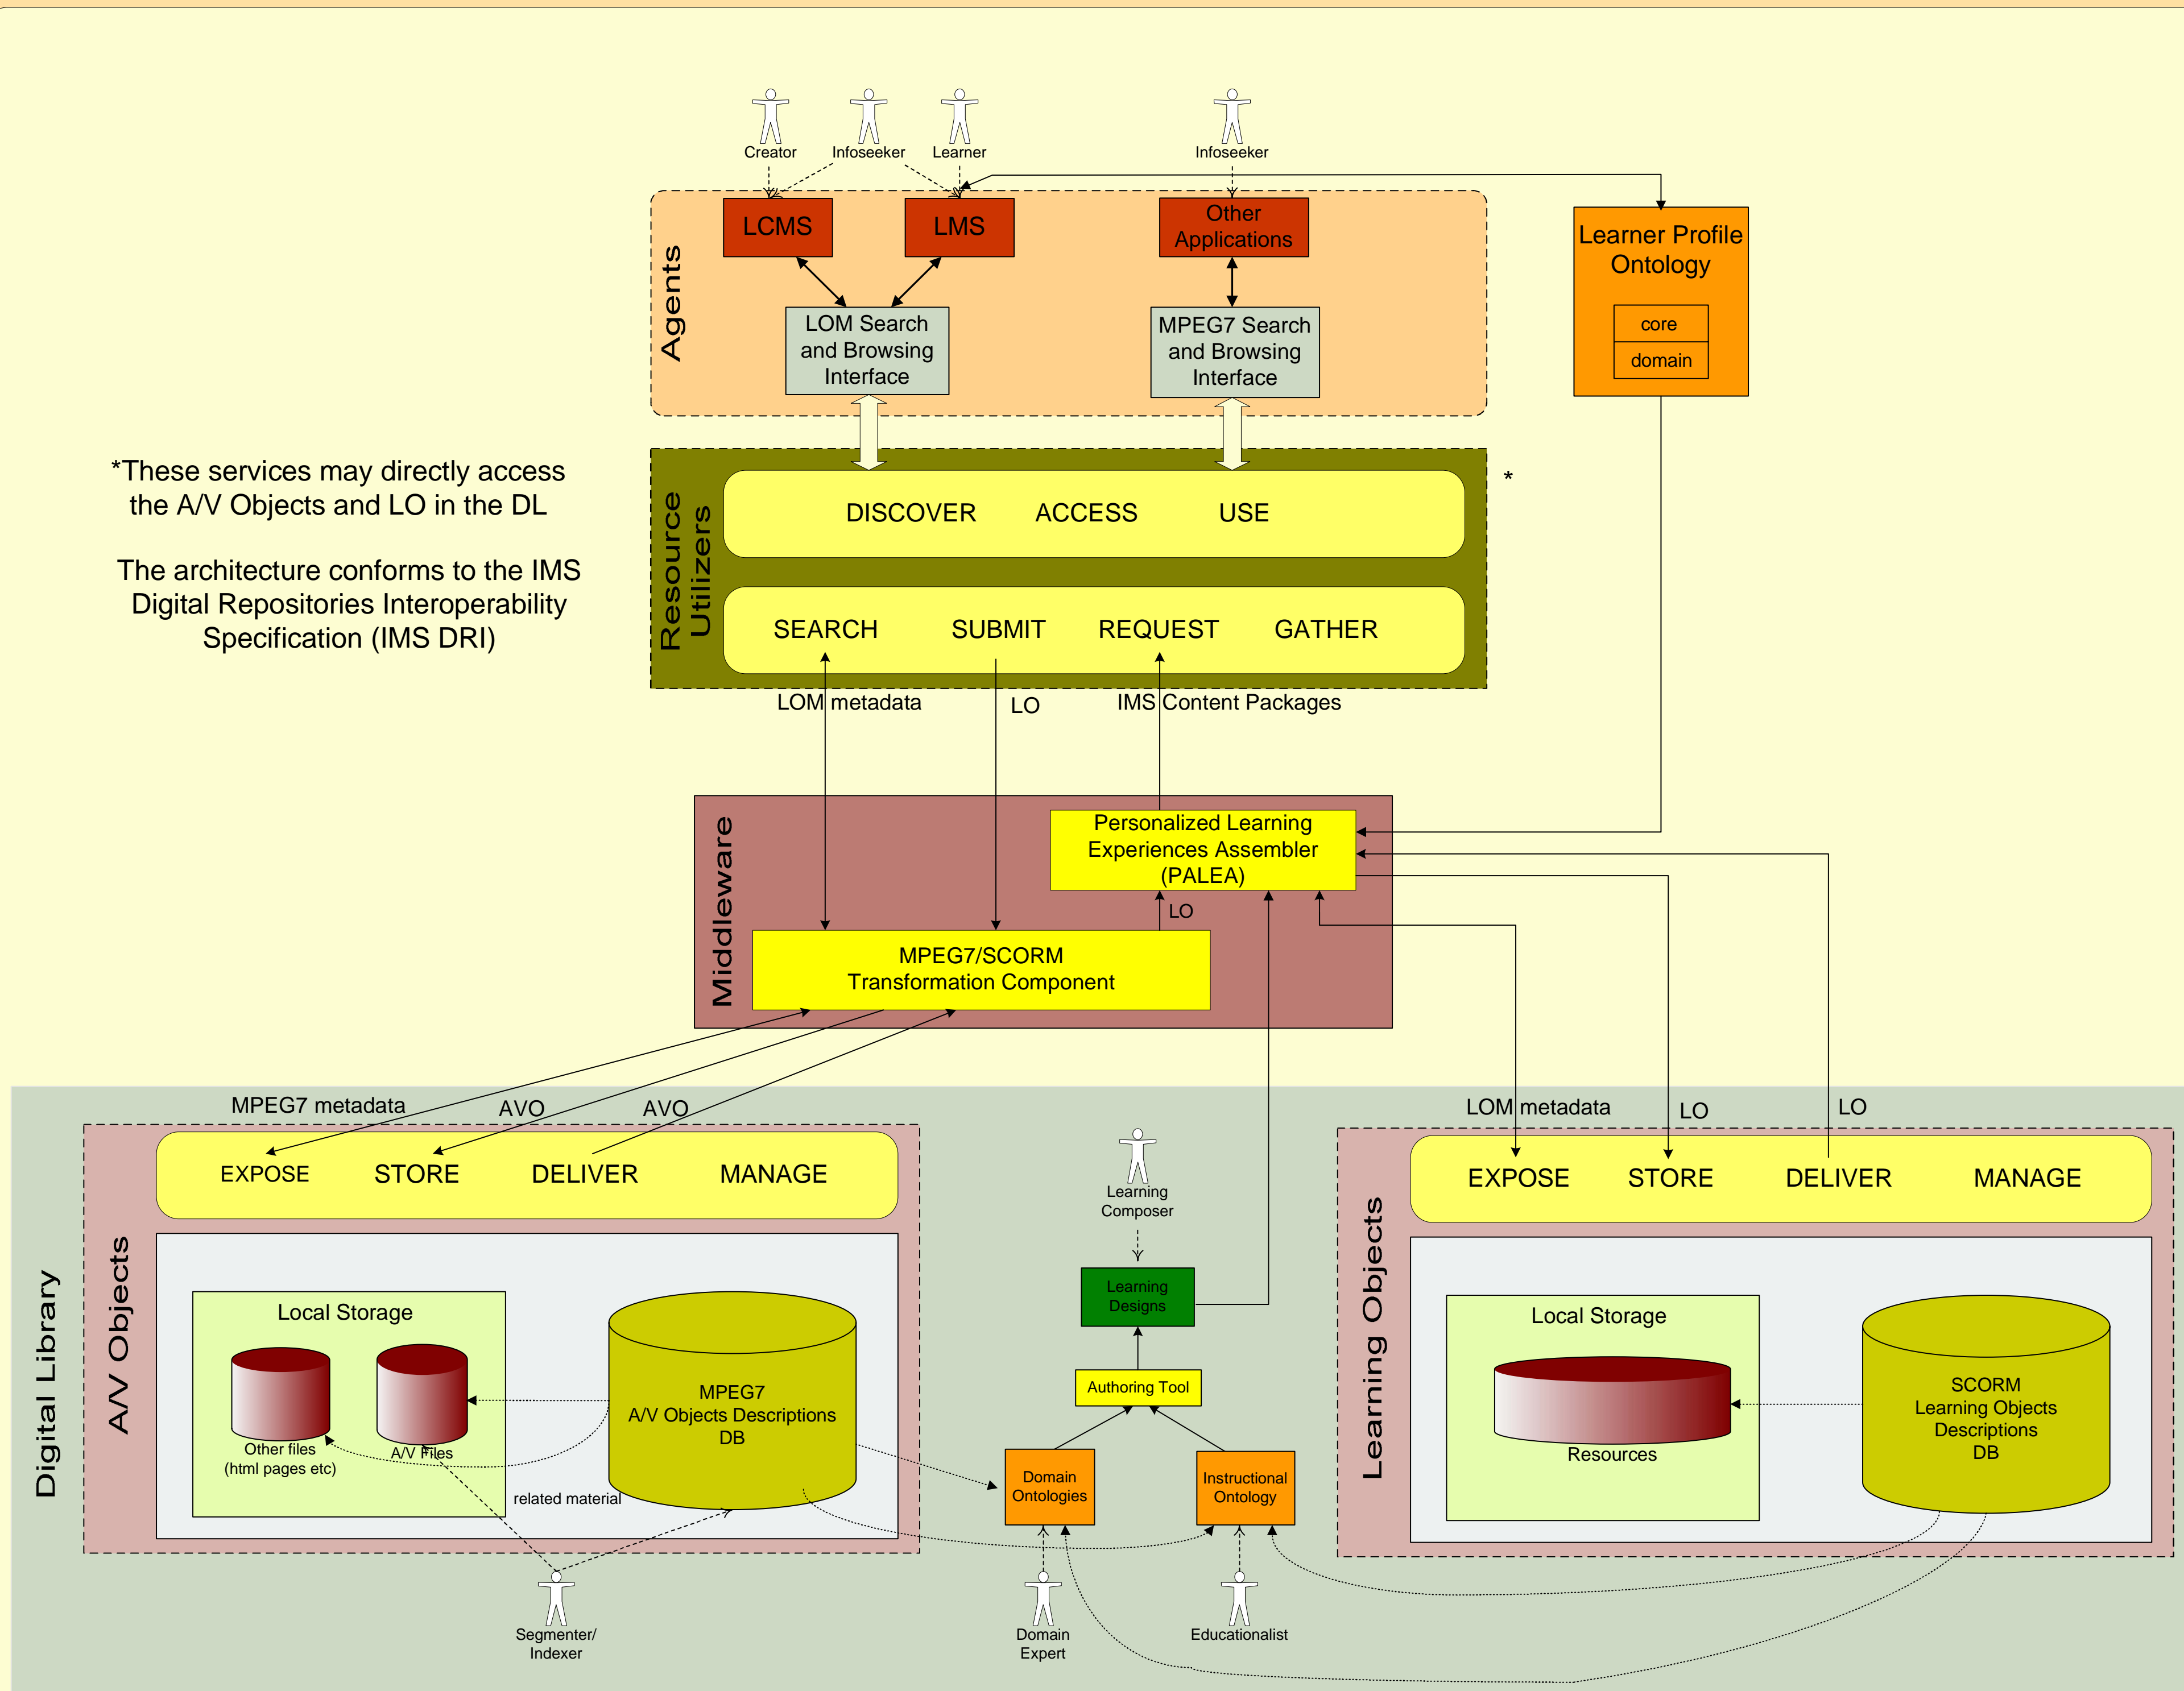 Creator
Infoseeker
Learner
Infoseeker
Agents
LCMS
LMS
Other
Applications
LOM Search
and Browsing
Interface
MPEG7 Search
and Browsing
Interface
Learner Profile
Ontology
core
domain
*These services may directly access
the A/V Objects and LO in the DL
The architecture conforms to the IMS
Digital Repositories Interoperability
Specification (IMS DRI)
*
Resource
Utilizers
DISCOVER ACCESS USE
SEARCH SUBMIT REQUEST GATHER
LOM metadata
LO
IMS Content Packages
Middleware
Personalized Learning
Experiences Assembler
(PALEA)
LO
MPEG7/SCORM
Transformation Component
Digital Library
MPEG7 metadata
AVO
AVO
A/V Objects
EXPOSE STORE DELIVER MANAGE
Local Storage
Other files
(html pages etc)
A/V Files
MPEG7
A/V Objects Descriptions
DB
related material
Segmenter/
Indexer
Learning
Composer
Learning
Designs
Authoring Tool
Domain
Ontologies
Instructional
Ontology
Domain
Expert
Educationalist
LOM metadata
LO
LO
Learning Objects
EXPOSE STORE DELIVER MANAGE
Local Storage
Resources
SCORM
Learning Objects
Descriptions
DB